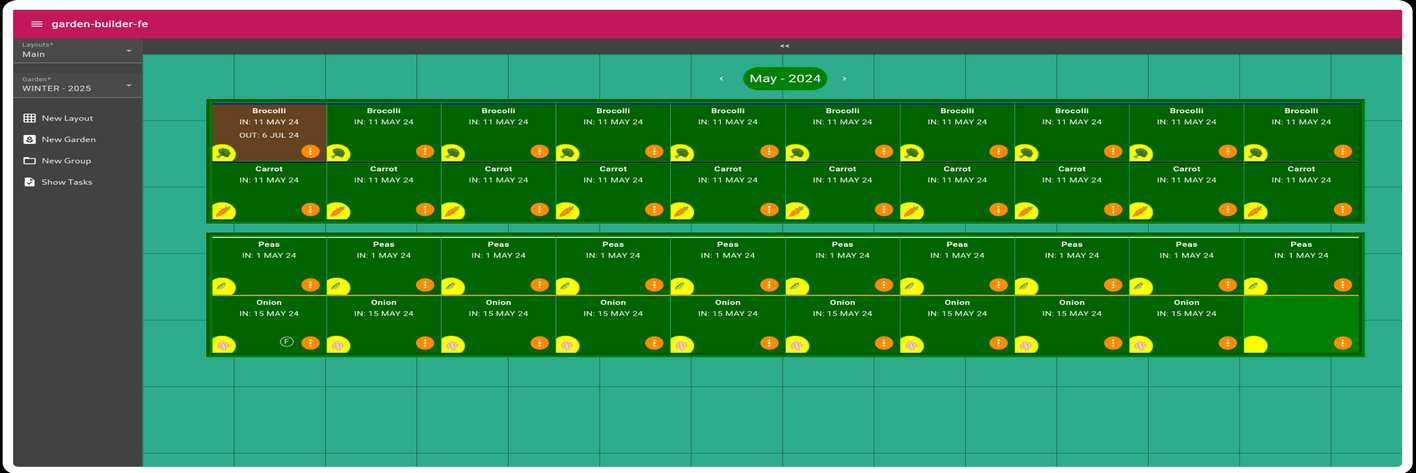 garden-builder-fe
Layouts*
Main
<<
Garden*
WINTER - 2025
‹ May - 2024 ›
New Layout
New Garden
New Group
Show Tasks
Brocolli Brocolli Brocolli Brocolli Brocolli Brocolli Brocolli Brocolli Brocolli Brocolli
IN: 11 MAY 24 IN: 11 MAY 24 IN: 11 MAY 24 IN: 11 MAY 24 IN: 11 MAY 24 IN: 11 MAY 24 IN: 11 MAY 24 IN: 11 MAY 24 IN: 11 MAY 24 IN: 11 MAY 24
OUT: 6 JUL 24
Carrot Carrot Carrot Carrot Carrot Carrot Carrot Carrot Carrot Carrot
IN: 11 MAY 24 IN: 11 MAY 24 IN: 11 MAY 24 IN: 11 MAY 24 IN: 11 MAY 24 IN: 11 MAY 24 IN: 11 MAY 24 IN: 11 MAY 24 IN: 11 MAY 24 IN: 11 MAY 24
Peas Peas Peas Peas Peas Peas Peas Peas Peas Peas
IN: 1 MAY 24 IN: 1 MAY 24 IN: 1 MAY 24 IN: 1 MAY 24 IN: 1 MAY 24 IN: 1 MAY 24 IN: 1 MAY 24 IN: 1 MAY 24 IN: 1 MAY 24 IN: 1 MAY 24
Onion Onion Onion Onion Onion Onion Onion Onion Onion
IN: 15 MAY 24 IN: 15 MAY 24 IN: 15 MAY 24 IN: 15 MAY 24 IN: 15 MAY 24 IN: 15 MAY 24 IN: 15 MAY 24 IN: 15 MAY 24 IN: 15 MAY 24
F